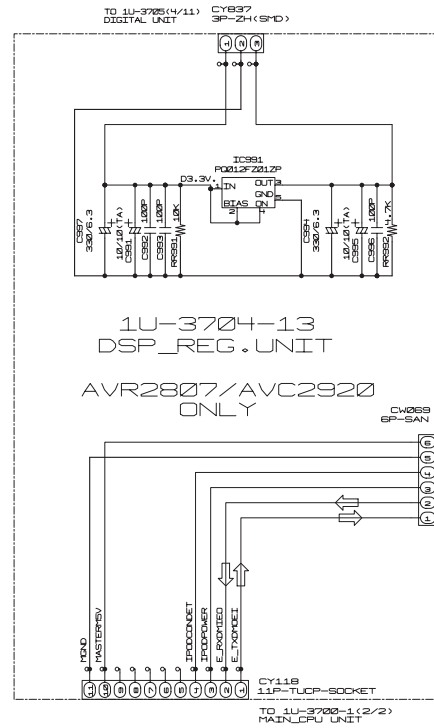 TO 1U-3705(4/11) CY837
DIGITAL UNIT 3P-ZH(SMD)
1 2 3
IC991
PQ012FZ01ZP
D3.3V.
1 IN OUT 3
GND 5
BIAS ON
2 4
C997
330/6.3
10/10(TA)
C991
100P
C992
100P
C993
10K
RR991
C994
330/6.3
10/10(TA)
C995
100P
C996
4.7K
RR992
1U-3704-13
DSP_REG.UNIT
AVR2807/AVC2920
ONLY
CW069
6P-SAN
6
5
4
3
2
1
MGND
MASTERM5V
IPODCONDET
IPODPOWER
E_RXDMIEO
E_TXDMOEI
11 10 9 8 7 6 5 4 3 2 1
CY118
11P-TUCP-SOCKET
TO 1U-3700-1(2/2)
MAIN_CPU UNIT